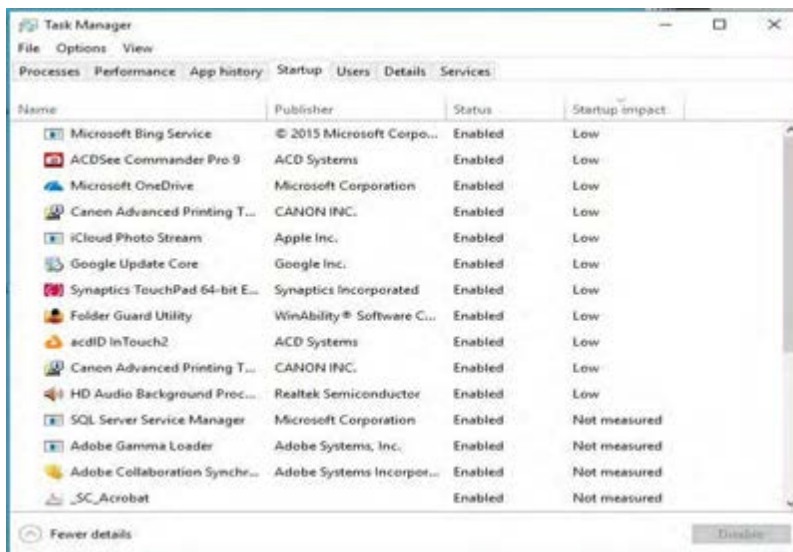 Task Manager
File Options View
Processes Performance App history Startup Users Details Services
Name Publisher Status Startup impact
Microsoft Bing Service © 2015 Microsoft Corpo... Enabled Low
ACDSee Commander Pro 9 ACD Systems Enabled Low
Microsoft OneDrive Microsoft Corporation Enabled Low
Canon Advanced Printing T... CANON INC. Enabled Low
iCloud Photo Stream Apple Inc. Enabled Low
Google Update Core Google Inc. Enabled Low
Synaptics TouchPad 64-bit E... Synaptics Incorporated Enabled Low
Folder Guard Utility WinAbility® Software C... Enabled Low
acdID InTouch2 ACD Systems Enabled Low
Canon Advanced Printing T... CANON INC. Enabled Low
HD Audio Background Proc... Realtek Semiconductor Enabled Low
SQL Server Service Manager Microsoft Corporation Enabled Not measured
Adobe Gamma Loader Adobe Systems, Inc. Enabled Not measured
Adobe Collaboration Synchr... Adobe Systems Incorpor... Enabled Not measured
_SC_Acrobat Enabled Not measured
Fewer details Disable